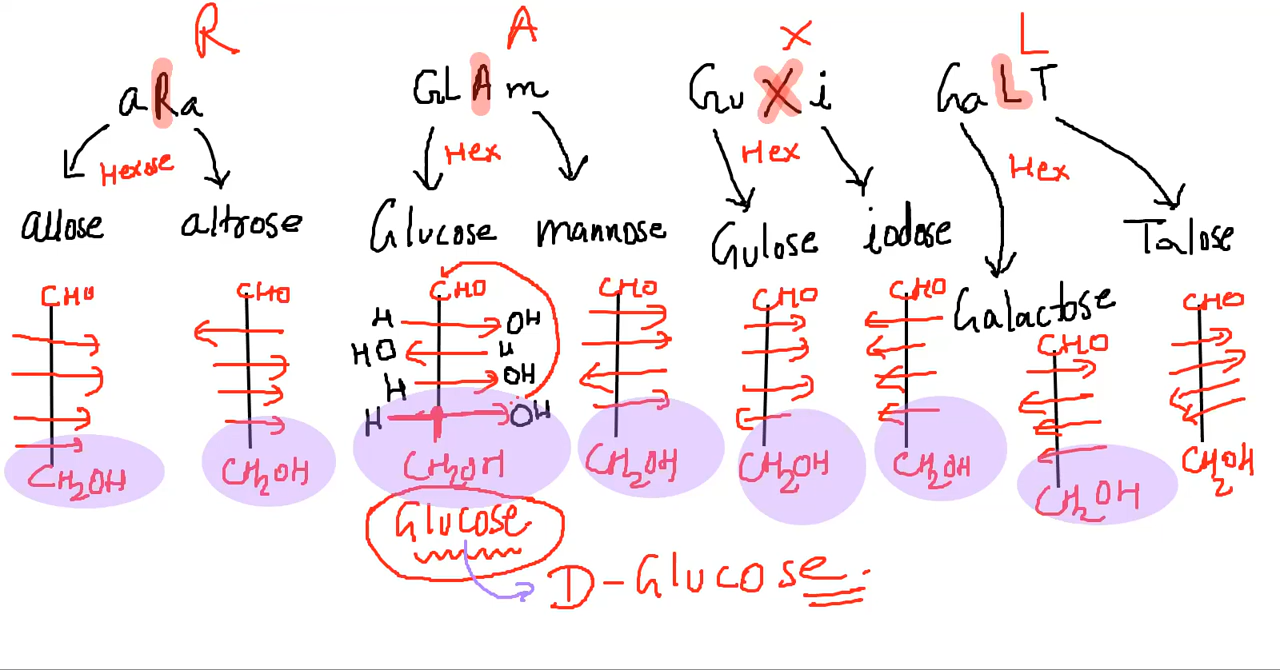 R A X L
aRa GLAm GuXi GaLT
Hexose Hex Hex Hex
allose altrose Glucose mannose Gulose iodose Talose
Galactose
CHO CHO CHO CHO CHO CHO CHO CHO
H OH
HO H
H OH
H OH
CH2OH CH2OH CH2OH CH2OH CH2OH CH2OH CH2OH CH2OH
Glucose
D-Glucose